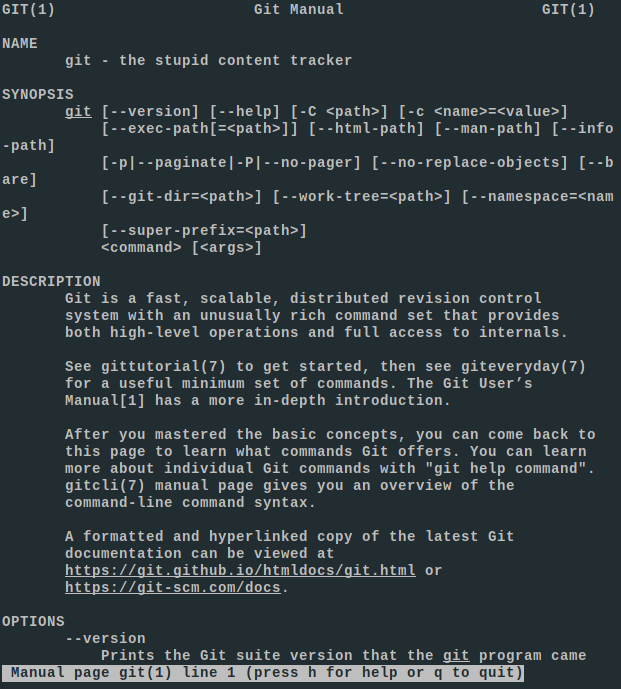 GIT(1) Git Manual GIT(1)
NAME
git - the stupid content tracker
SYNOPSIS
git [--version] [--help] [-C <path>] [-c <name>=<value>]
[--exec-path[=<path>]] [--html-path] [--man-path] [--info
-path]
[-p|--paginate|-P|--no-pager] [--no-replace-objects] [--b
are]
[--git-dir=<path>] [--work-tree=<path>] [--namespace=<nam
e>]
[--super-prefix=<path>]
<command> [<args>]
DESCRIPTION
Git is a fast, scalable, distributed revision control
system with an unusually rich command set that provides
both high-level operations and full access to internals.
See gittutorial(7) to get started, then see giteveryday(7)
for a useful minimum set of commands. The Git User’s
Manual[1] has a more in-depth introduction.
After you mastered the basic concepts, you can come back to
this page to learn what commands Git offers. You can learn
more about individual Git commands with "git help command".
gitcli(7) manual page gives you an overview of the
command-line command syntax.
A formatted and hyperlinked copy of the latest Git
documentation can be viewed at
https://git.github.io/htmldocs/git.html or
https://git-scm.com/docs.
OPTIONS
--version
Prints the Git suite version that the git program came
Manual page git(1) line 1 (press h for help or q to quit)